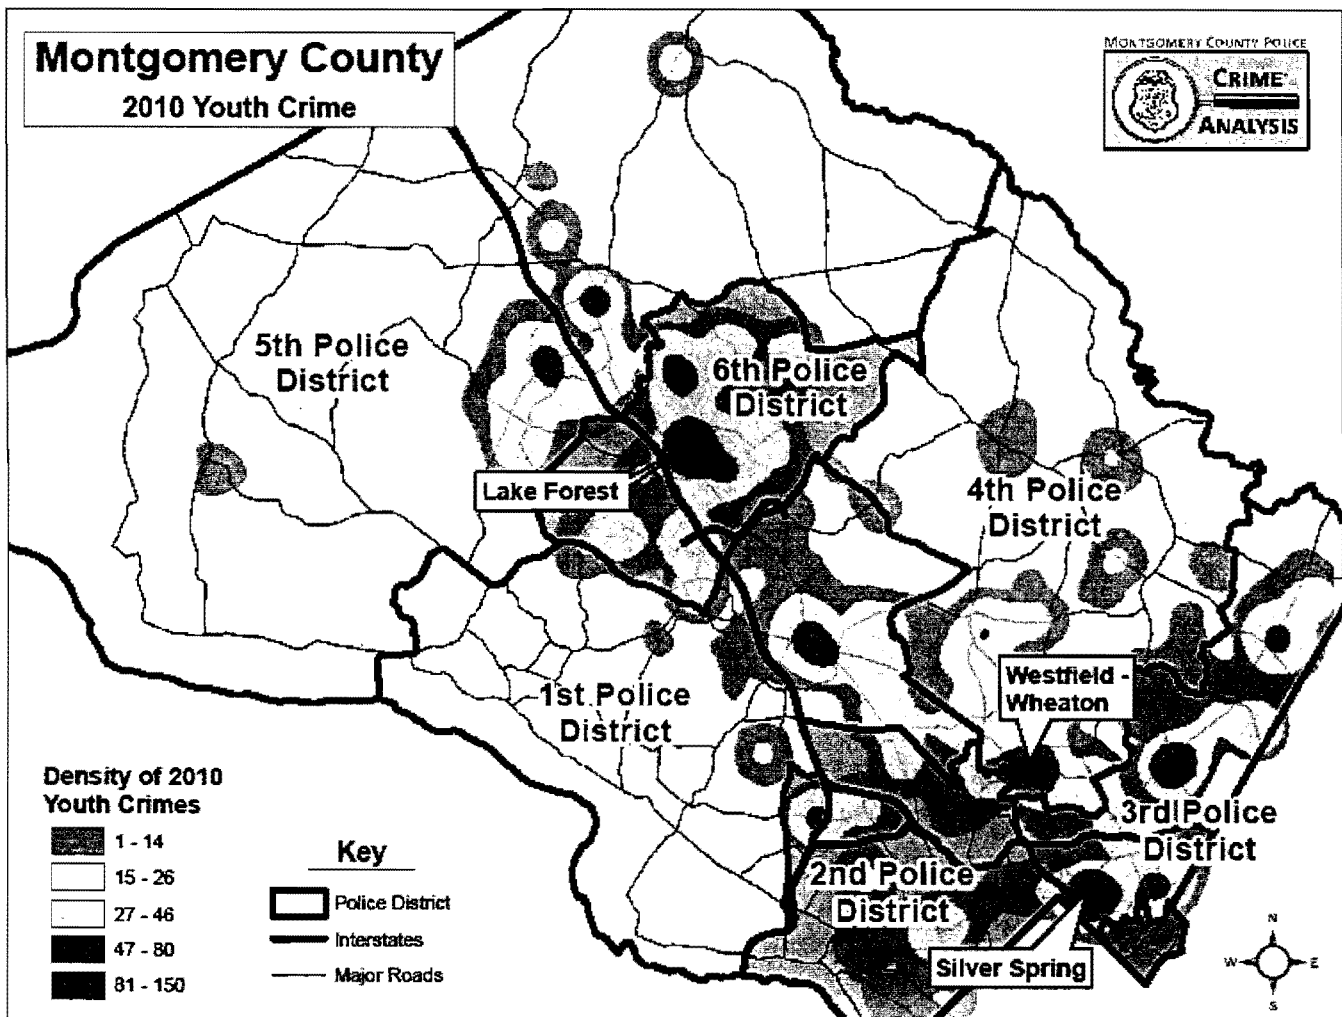 Montgomery County
2010 Youth Crime
MONTGOMERY COUNTY POLICE
CRIME
ANALYSIS
5th Police
District
6th Police
District
Lake Forest
4th Police
District
Westfield -
Wheaton
1st Police
District
3rd Police
District
2nd Police
District
Silver Spring
Density of 2010
Youth Crimes
1 - 14
15 - 26
27 - 46
47 - 80
81 - 150
Key
Police District
Interstates
Major Roads
N
W
E
S